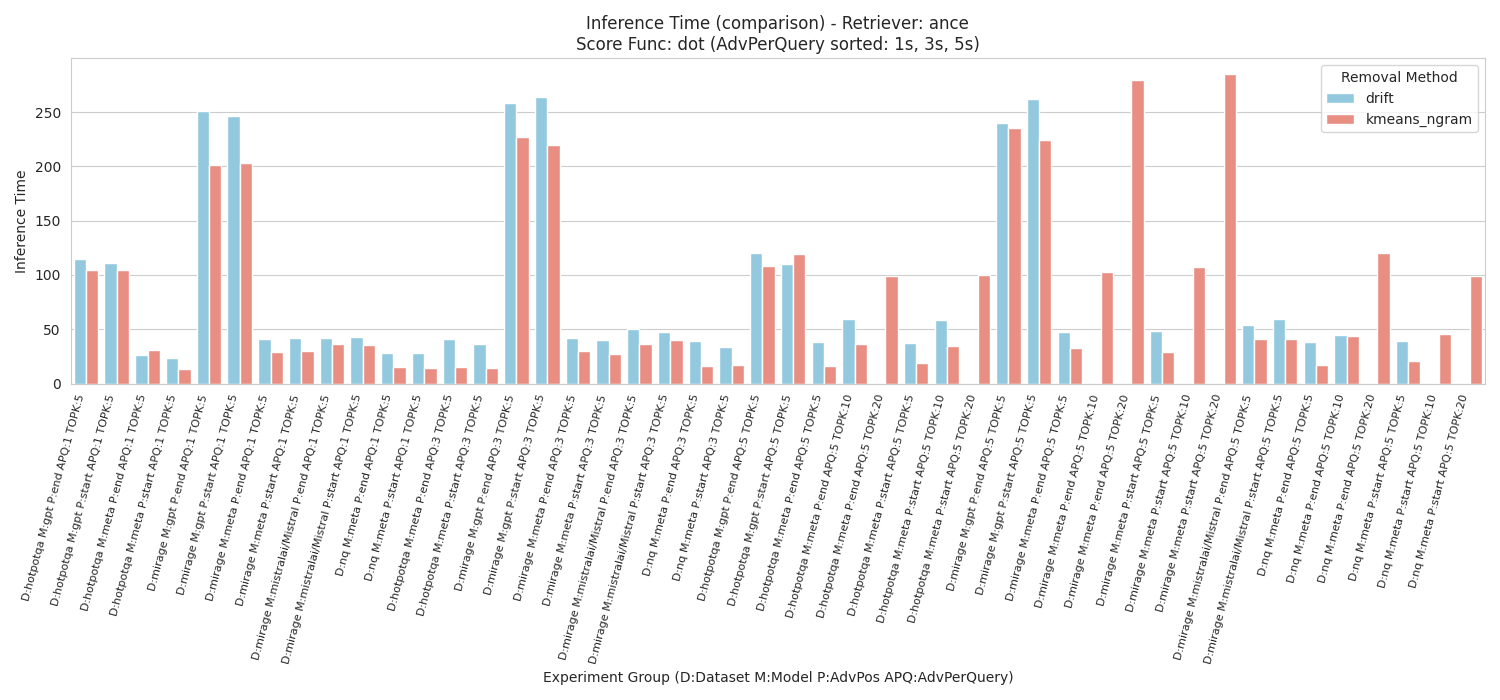 Inference Time (comparison) - Retriever: ance
Score Func: dot (AdvPerQuery sorted: 1s, 3s, 5s)
Removal Method
drift
kmeans_ngram
Inference Time
250
200
150
100
50
0
D:hotpotqa M:gpt P:end APQ:1 TOPK:5
D:hotpotqa M:gpt P:start APQ:1 TOPK:5
D:hotpotqa M:meta P:end APQ:1 TOPK:5
D:hotpotqa M:meta P:start APQ:1 TOPK:5
D:mirage M:gpt P:end APQ:1 TOPK:5
D:mirage M:gpt P:start APQ:1 TOPK:5
D:mirage M:meta P:end APQ:1 TOPK:5
D:mirage M:meta P:start APQ:1 TOPK:5
D:mirage M:mistralai/Mistral P:end APQ:1 TOPK:5
D:mirage M:mistralai/Mistral P:start APQ:1 TOPK:5
D:nq M:meta P:end APQ:1 TOPK:5
D:nq M:meta P:start APQ:1 TOPK:5
D:hotpotqa M:meta P:end APQ:3 TOPK:5
D:hotpotqa M:meta P:start APQ:3 TOPK:5
D:mirage M:gpt P:end APQ:3 TOPK:5
D:mirage M:gpt P:start APQ:3 TOPK:5
D:mirage M:meta P:end APQ:3 TOPK:5
D:mirage M:meta P:start APQ:3 TOPK:5
D:mirage M:mistralai/Mistral P:end APQ:3 TOPK:5
D:mirage M:mistralai/Mistral P:start APQ:3 TOPK:5
D:nq M:meta P:end APQ:3 TOPK:5
D:nq M:meta P:start APQ:3 TOPK:5
D:hotpotqa M:gpt P:end APQ:5 TOPK:5
D:hotpotqa M:gpt P:start APQ:5 TOPK:5
D:hotpotqa M:meta P:end APQ:5 TOPK:5
D:hotpotqa M:meta P:end APQ:5 TOPK:10
D:hotpotqa M:meta P:end APQ:5 TOPK:20
D:hotpotqa M:meta P:start APQ:5 TOPK:5
D:hotpotqa M:meta P:start APQ:5 TOPK:10
D:hotpotqa M:meta P:start APQ:5 TOPK:20
D:mirage M:gpt P:end APQ:5 TOPK:5
D:mirage M:gpt P:start APQ:5 TOPK:5
D:mirage M:meta P:end APQ:5 TOPK:5
D:mirage M:meta P:end APQ:5 TOPK:10
D:mirage M:meta P:end APQ:5 TOPK:20
D:mirage M:meta P:start APQ:5 TOPK:5
D:mirage M:meta P:start APQ:5 TOPK:10
D:mirage M:meta P:start APQ:5 TOPK:20
D:mirage M:mistralai/Mistral P:end APQ:5 TOPK:5
D:mirage M:mistralai/Mistral P:start APQ:5 TOPK:5
D:nq M:meta P:end APQ:5 TOPK:5
D:nq M:meta P:end APQ:5 TOPK:10
D:nq M:meta P:end APQ:5 TOPK:20
D:nq M:meta P:start APQ:5 TOPK:5
D:nq M:meta P:start APQ:5 TOPK:10
D:nq M:meta P:start APQ:5 TOPK:20
Experiment Group (D:Dataset M:Model P:AdvPos APQ:AdvPerQuery)